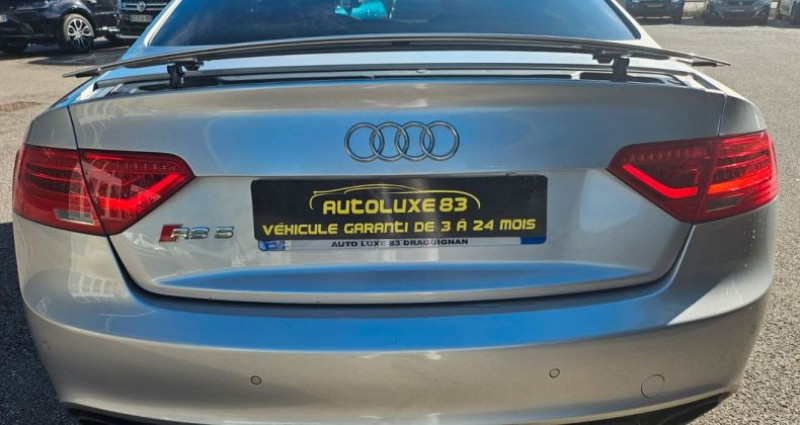 RS 5
AUTOLUXE 83
VÉHICULE GARANTI DE 3 À 24 MOIS
AUTO LUXE 83 DRAGUIGNAN